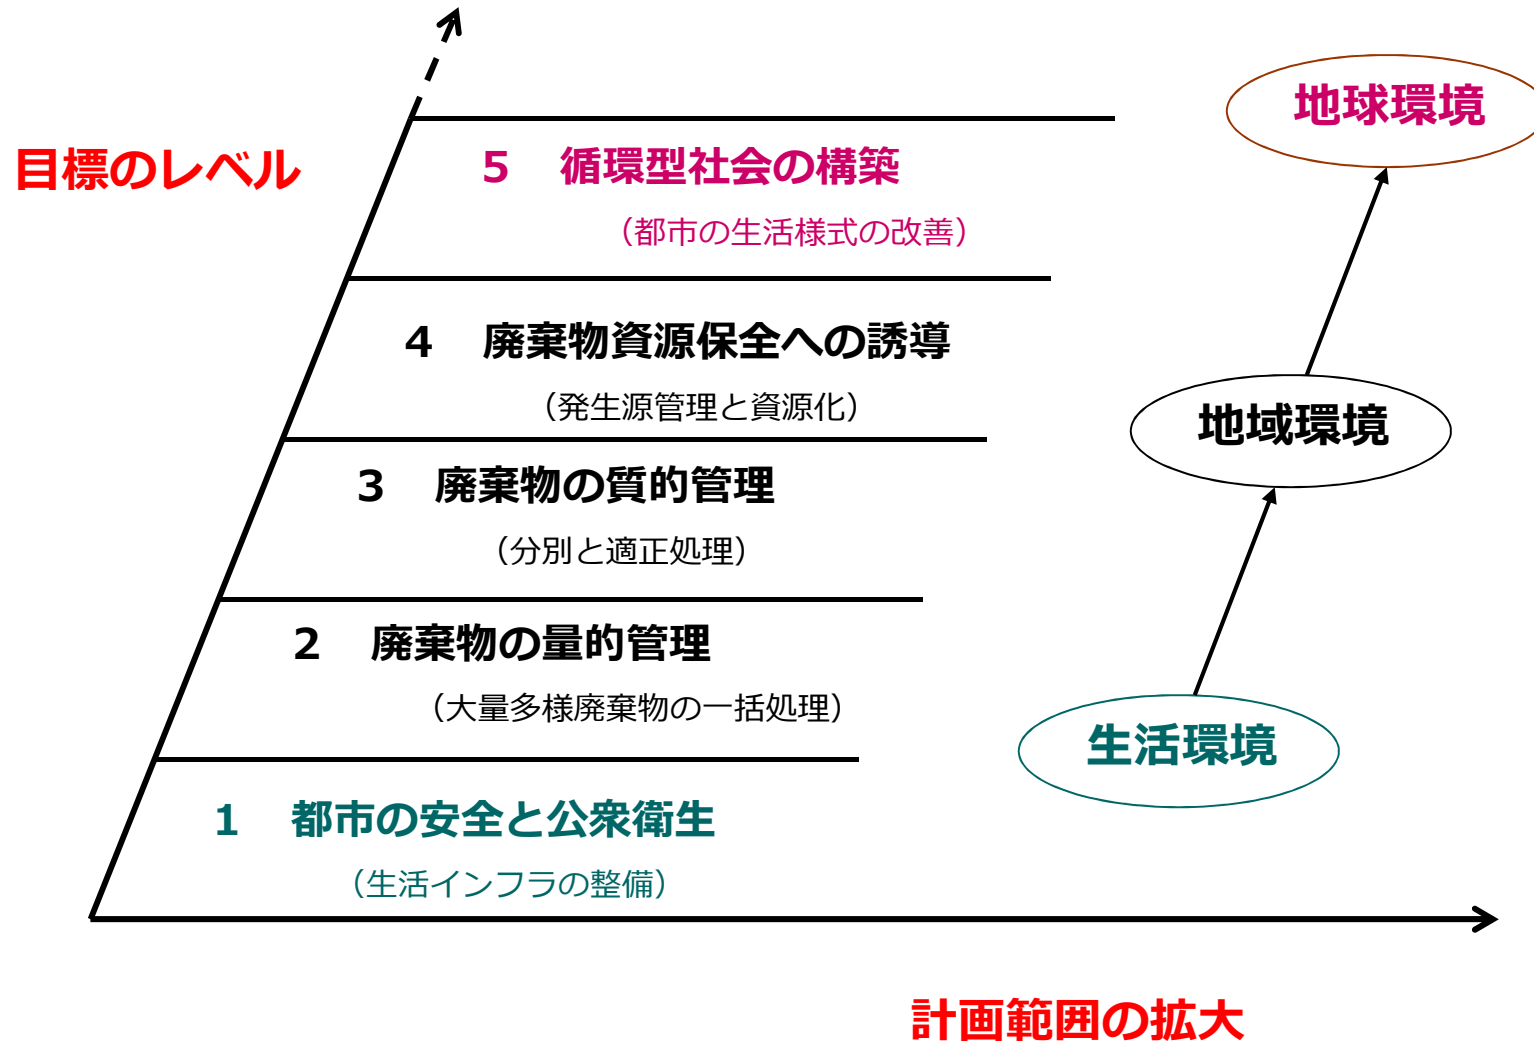 地球環境
目標のレベル
５　循環型社会の構築
（都市の生活様式の改善）
４　廃棄物資源保全への誘導
（発生源管理と資源化）
地域環境
３　廃棄物の質的管理
（分別と適正処理）
２　廃棄物の量的管理
（大量多様廃棄物の一括処理）
生活環境
１　都市の安全と公衆衛生
（生活インフラの整備）
計画範囲の拡大